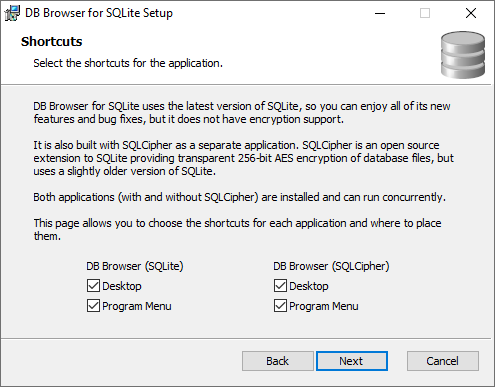 DB Browser for SQLite Setup
Shortcuts
Select the shortcuts for the application.
DB Browser for SQLite uses the latest version of SQLite, so you can enjoy all of its new
features and bug fixes, but it does not have encryption support.
It is also built with SQLCipher as a separate application. SQLCipher is an open source
extension to SQLite providing transparent 256-bit AES encryption of database files, but
uses a slightly older version of SQLite.
Both applications (with and without SQLCipher) are installed and can run concurrently.
This page allows you to choose the shortcuts for each application and where to place
them.
DB Browser (SQLite) DB Browser (SQLCipher)
Desktop Desktop
Program Menu Program Menu
Back Next Cancel